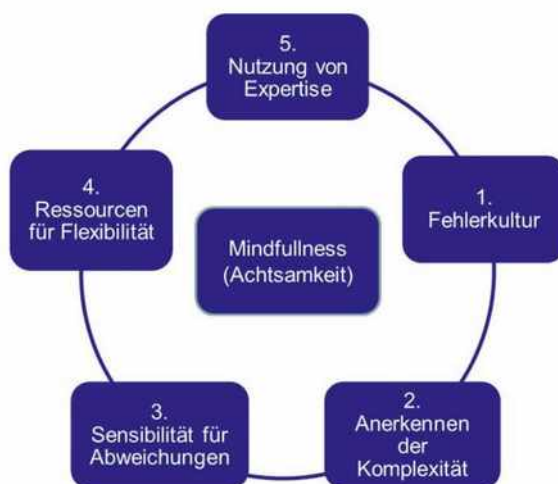 5.
Nutzung von
Expertise
1.
Fehlerkultur
2.
Anerkennen
der
Komplexität
3.
Sensibilität für
Abweichungen
4.
Ressourcen
für Flexibilität
Mindfullness
(Achtsamkeit)